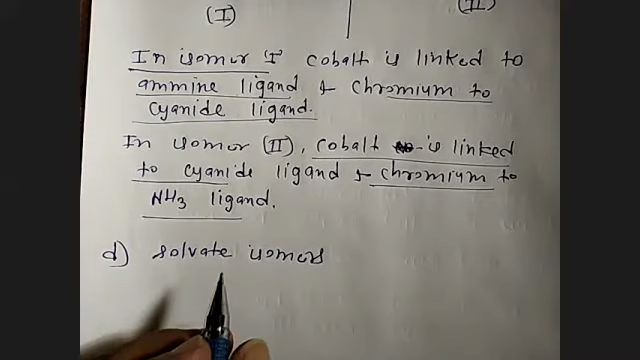 (I) (II)
In isomer I cobalt is linked to
ammine ligand & chromium to
cyanide ligand.
In isomer (II), cobalt is linked
to cyanide ligand & chromium to
NH3 ligand.
d) solvate isomers